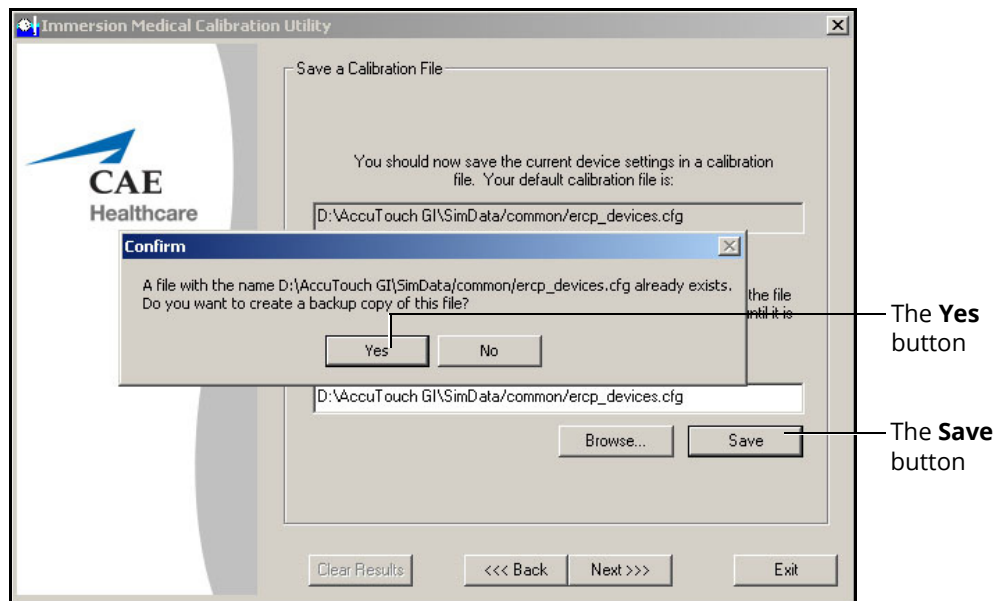 Immersion Medical Calibration Utility
Save a Calibration File
You should now save the current device settings in a calibration
file. Your default calibration file is:
CAE
Healthcare
D:\AccuTouch GI\SimData/common/ercp_devices.cfg
Confirm
A file with the name D:\AccuTouch GI\SimData/common/ercp_devices.cfg already exists.
Do you want to create a backup copy of this file?
the file
until it is
The Yes
button
Yes
No
D:\AccuTouch GI\SimData/common/ercp_devices.cfg
Browse...
Save
The Save
button
Clear Results
<<< Back
Next >>>
Exit